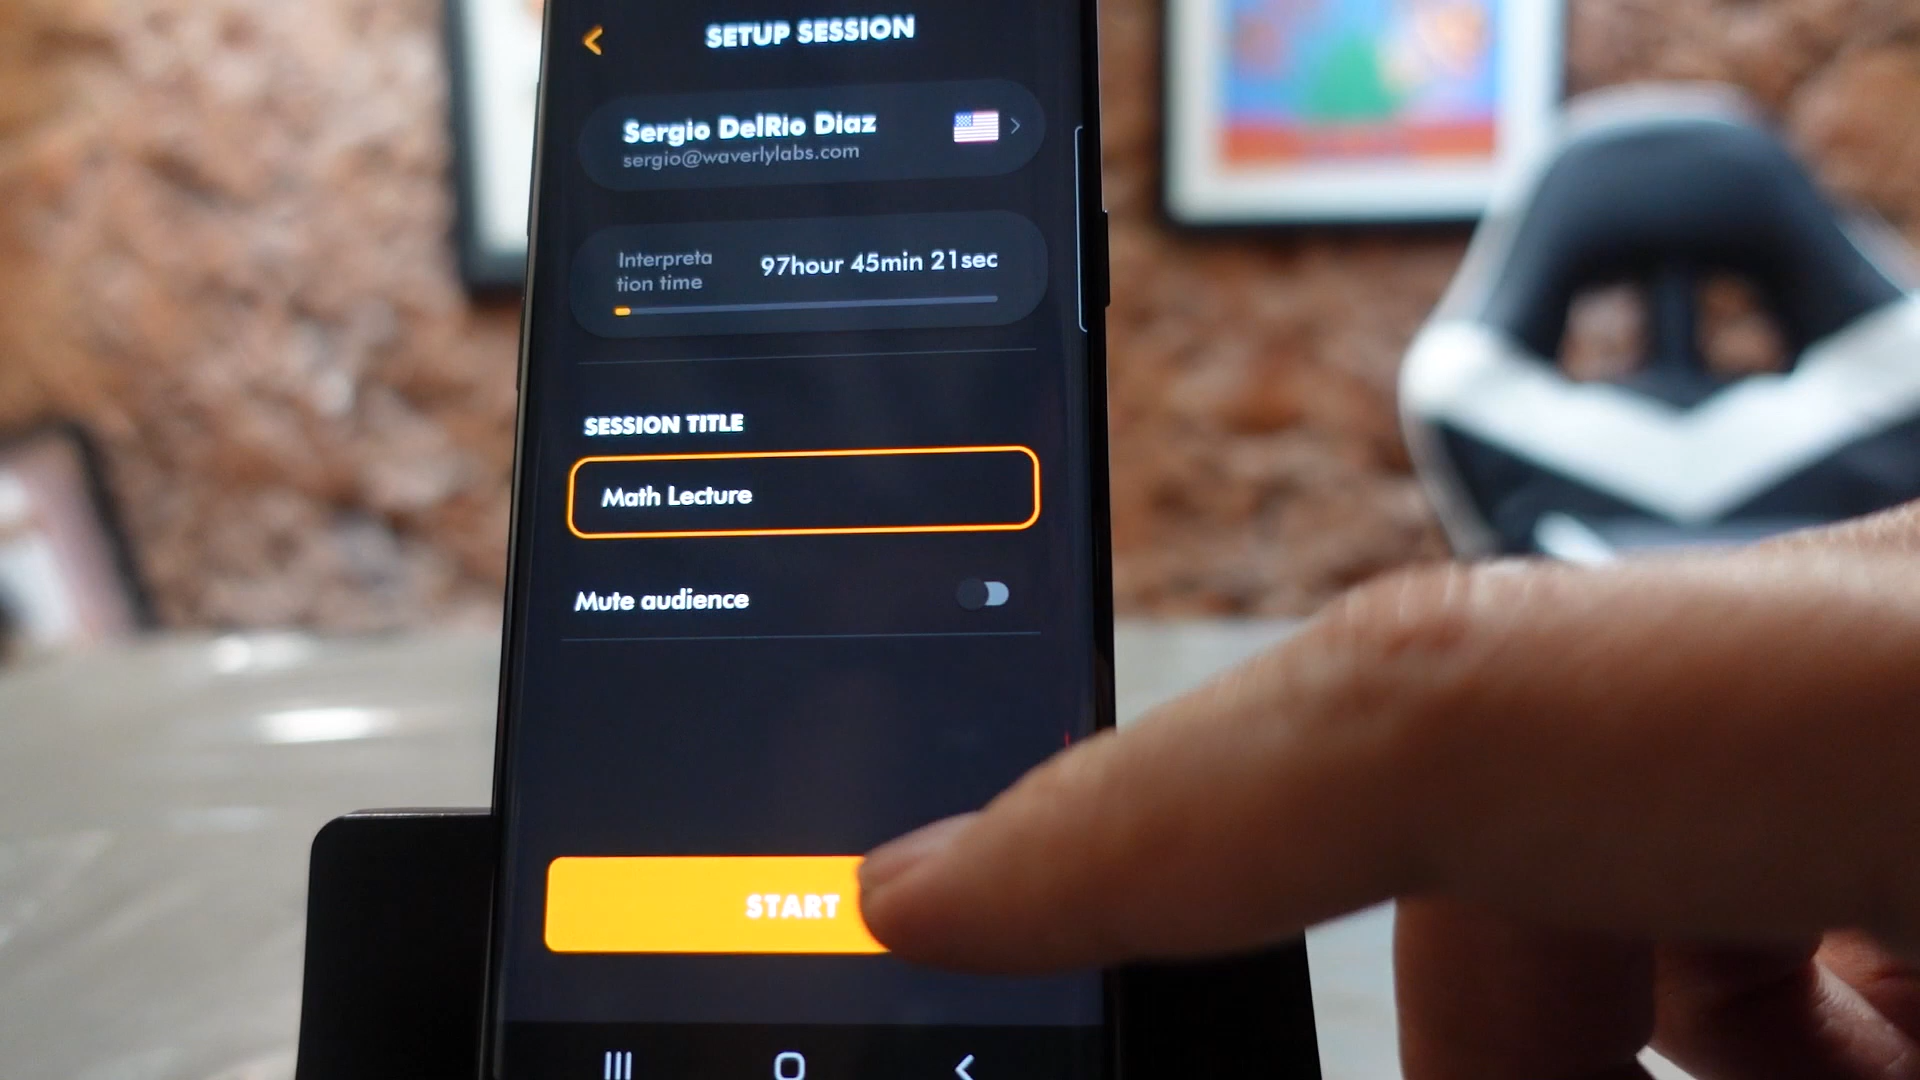 SETUP SESSION
Sergio DelRio Diaz
sergio@waverlylabs.com
Interpreta
tion time
97hour 45min 21sec
SESSION TITLE
Math Lecture
Mute audience
START